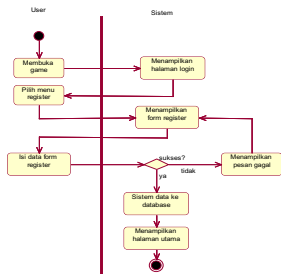 User
Sistem
Membuka
game
Menampilkan
halaman login
Pilih menu
register
Menampilkan
form register
Isi data form
register
sukses?
Menampilkan
pesan gagal
tidak
ya
Sistem data ke
database
Menampilkan
halaman utama